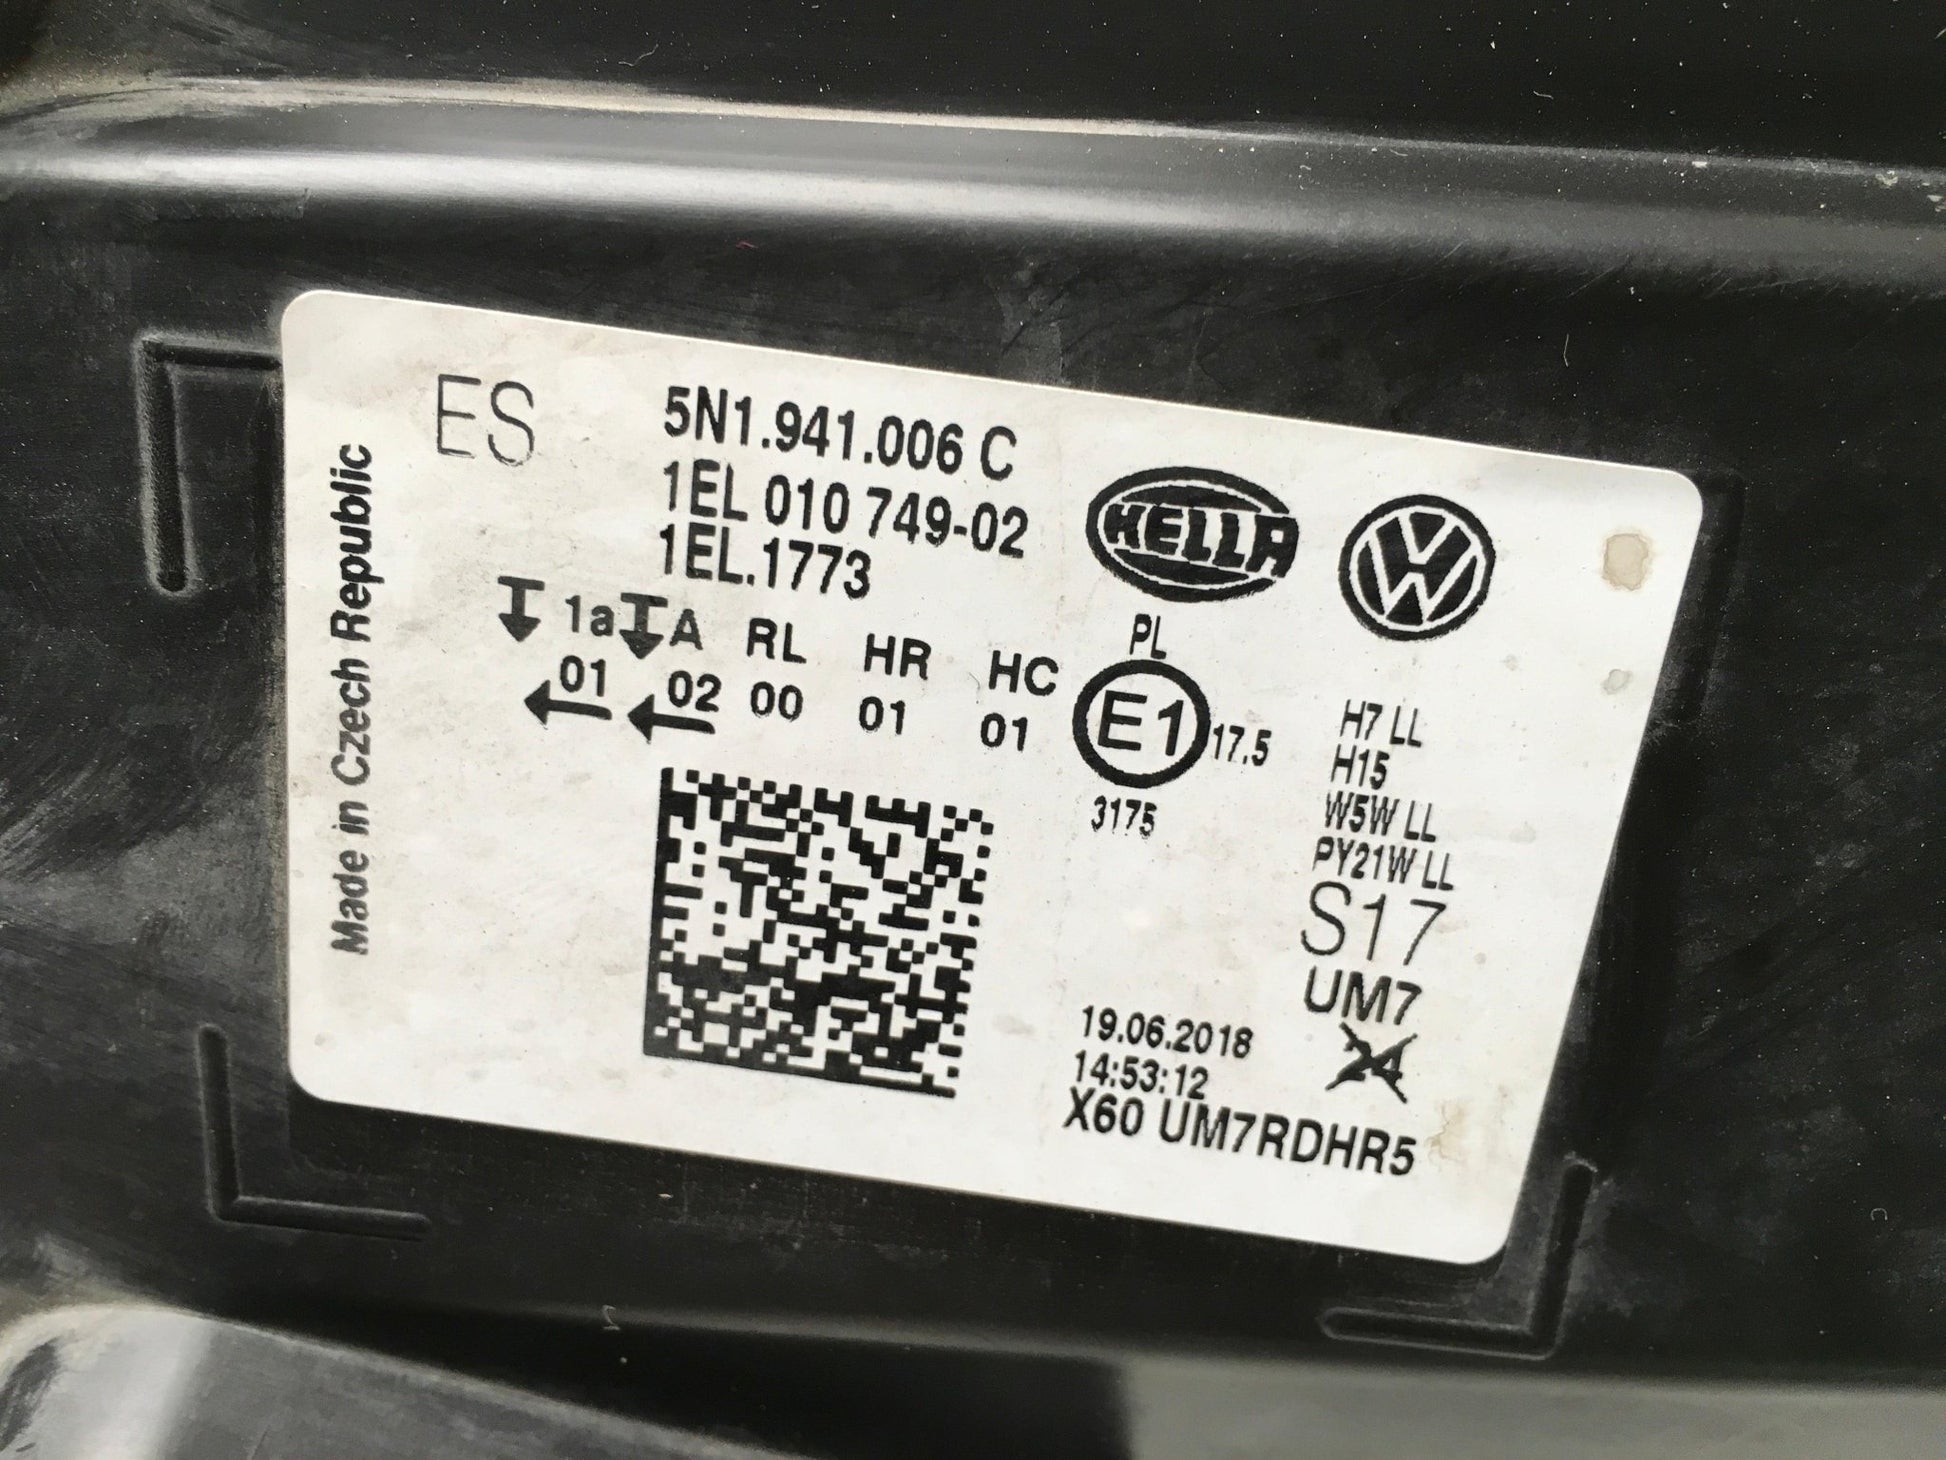 Made in Czech Republic
ES
5N1.941.006 C
1EL 010 749-02
1EL.1773
HELLA
1a A RL HR HC
01 02 00 01 01
PL
E1 17.5
3175
H7 LL
H15
W5W LL
PY21W LL
S17
UM7
24
19.06.2018
14:53:12
X60 UM7RDHR5